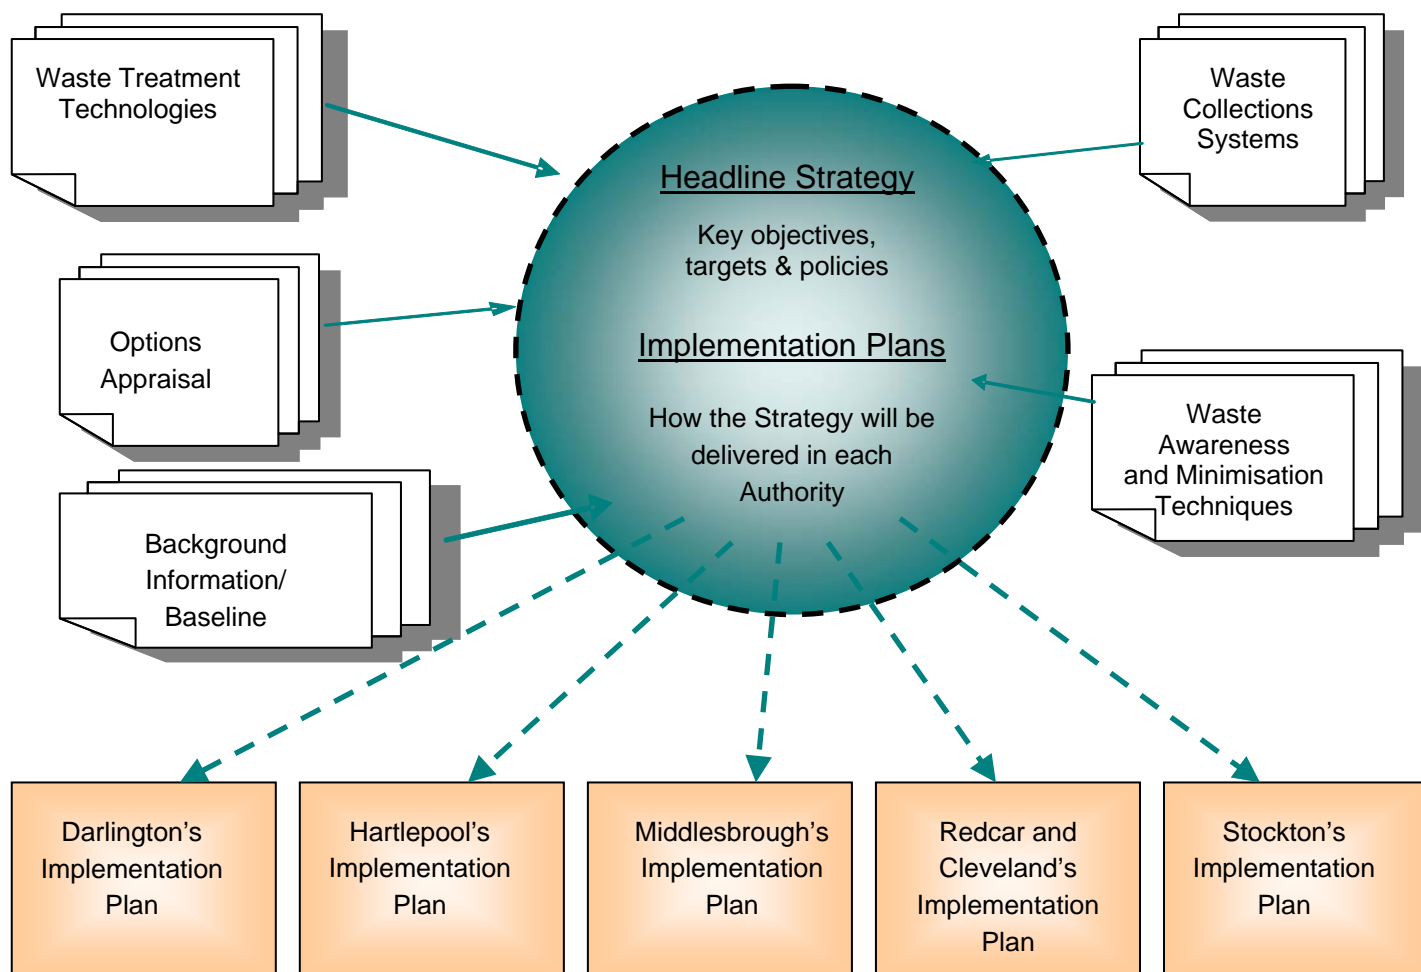 Waste Treatment
Technologies
Waste
Collections
Systems
Headline Strategy
Key objectives,
targets & policies
Options
Appraisal
Implementation Plans
How the Strategy will be
delivered in each
Authority
Waste
Awareness
and Minimisation
Techniques
Background
Information/
Baseline
Darlington’s
Implementation
Plan
Hartlepool’s
Implementation
Plan
Middlesbrough’s
Implementation
Plan
Redcar and
Cleveland’s
Implementation
Plan
Stockton’s
Implementation
Plan